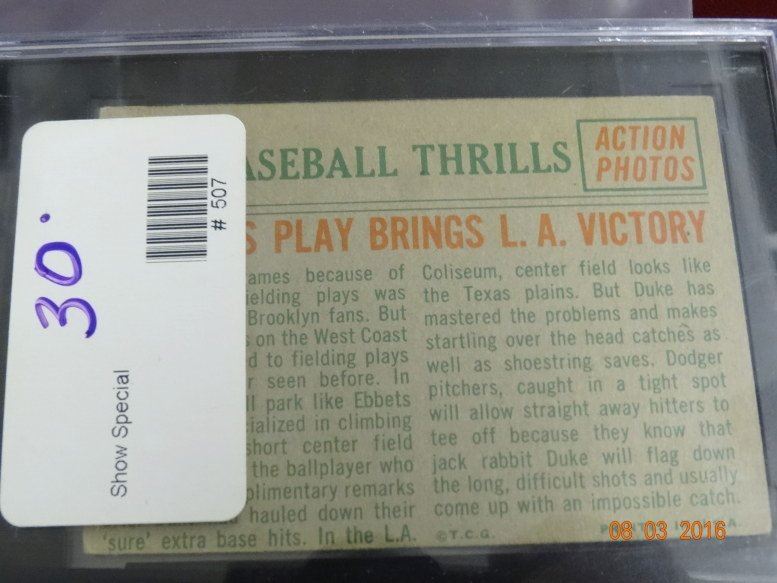 ASEBALL THRILLS
ACTION
PHOTOS
S PLAY BRINGS L. A. VICTORY
ames because of
ielding plays was
Brooklyn fans. But
s on the West Coast
d to fielding plays
r seen before. In
ll park like Ebbets
ialized in climbing
short center field
the ballplayer who
plimentary remarks
hauled down their
'sure' extra base hits. In the L.A.
Coliseum, center field looks like
the Texas plains. But Duke has
mastered the problems and makes
startling over the head catches as
well as shoestring saves. Dodger
pitchers, caught in a tight spot
will allow straight away hitters to
tee off because they know that
jack rabbit Duke will flag down
the long, difficult shots and usually
come up with an impossible catch.
©T.C.G.
# 507
30.
Show Special
08 03 2016